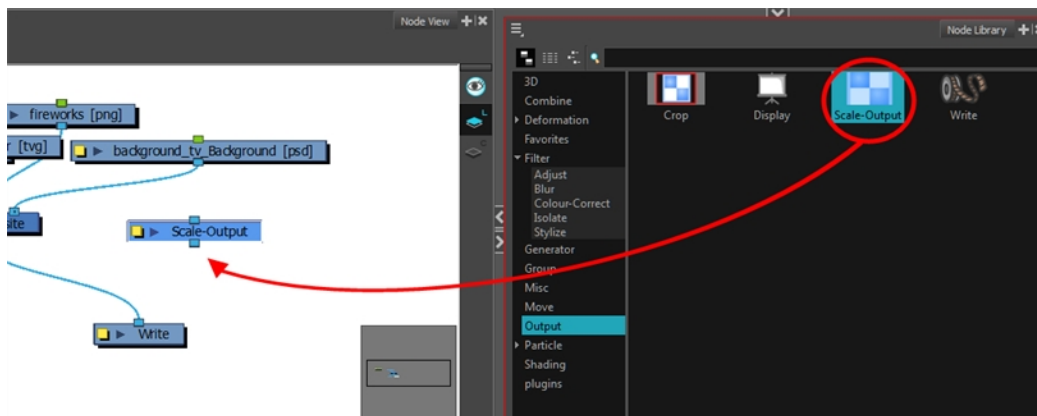 Node View
fireworks [png]
r [tvg]
background_tv_Background [psd]
site
Scale-Output
Write
Node Library
3D
Combine
Deformation
Favorites
Filter
Adjust
Blur
Colour-Correct
Isolate
Stylize
Generator
Group
Misc
Move
Output
Particle
Shading
plugins
Crop
Display
Scale-Output
Write